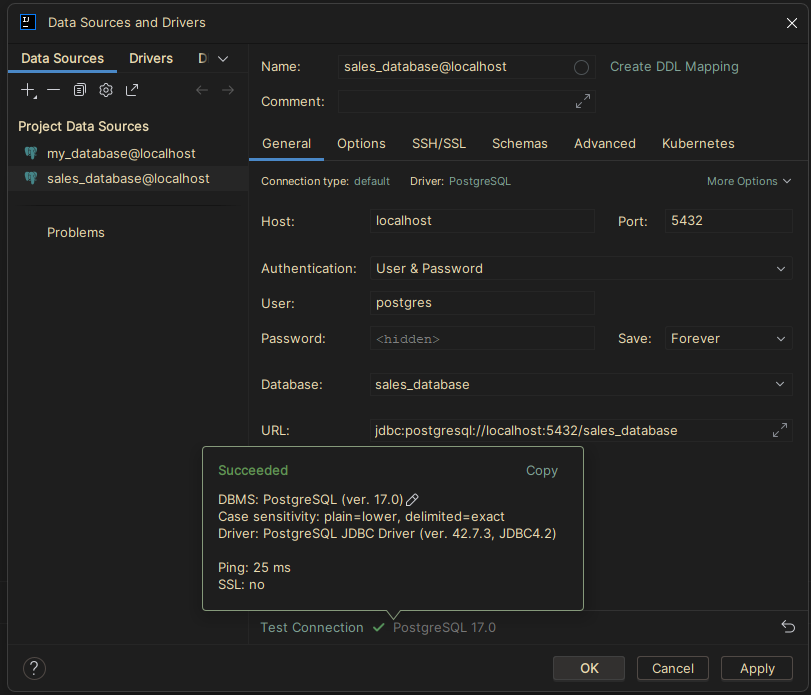 Data Sources and Drivers
Data Sources Drivers D
Project Data Sources
my_database@localhost
sales_database@localhost
Problems
Name: sales_database@localhost Create DDL Mapping
Comment:
General Options SSH/SSL Schemas Advanced Kubernetes
Connection type: default Driver: PostgreSQL More Options
Host: localhost Port: 5432
Authentication: User & Password
User: postgres
Password: <hidden> Save: Forever
Database: sales_database
URL: jdbc:postgresql://localhost:5432/sales_database
Succeeded Copy
DBMS: PostgreSQL (ver. 17.0)
Case sensitivity: plain=lower, delimited=exact
Driver: PostgreSQL JDBC Driver (ver. 42.7.3, JDBC4.2)
Ping: 25 ms
SSL: no
Test Connection PostgreSQL 17.0
? OK Cancel Apply